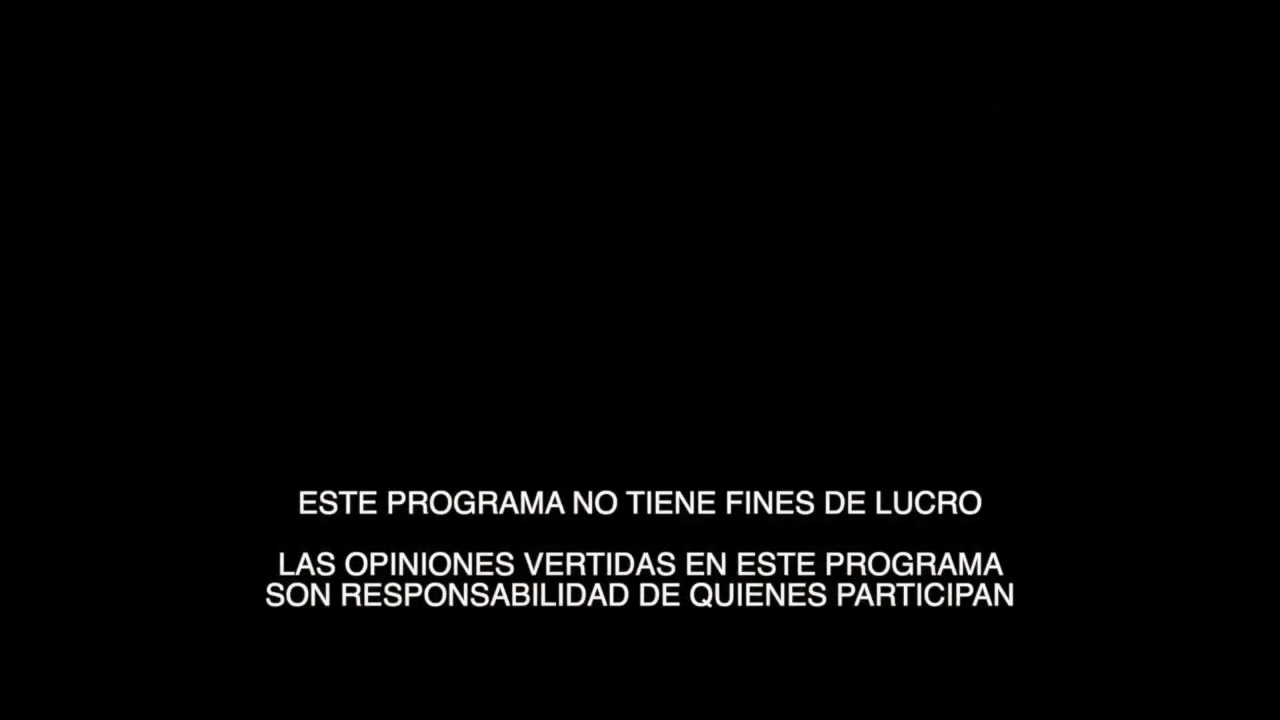 ESTE PROGRAMA NO TIENE FINES DE LUCRO
LAS OPINIONES VERTIDAS EN ESTE PROGRAMA
SON RESPONSABILIDAD DE QUIENES PARTICIPAN